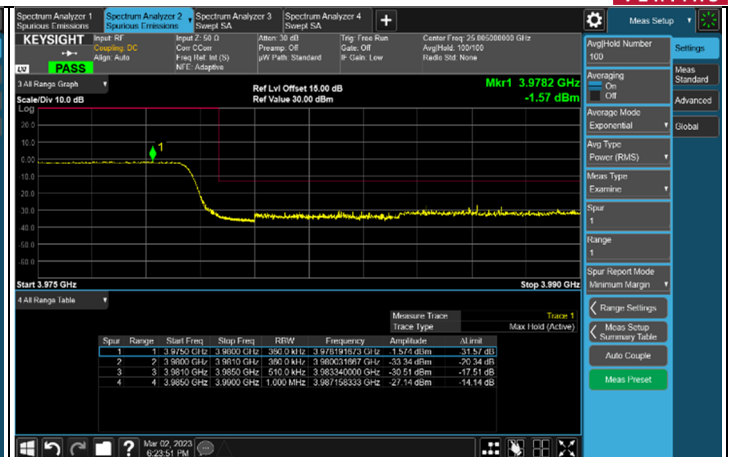 Spectrum Analyzer 1
Spurious Emissions
Spectrum Analyzer 2
Spurious Emissions
Spectrum Analyzer 3
Swept SA
Spectrum Analyzer 4
Swept SA
Meas Setup
KEYSIGHT
Input: RF
Coupling: DC
Align: Auto
Input Z: 50 Ω
Corr CCorr
Freq Ref: Int (S)
NFE: Adaptive
Atten: 30 dB
Preamp: Off
µW Path: Standard
Trig: Free Run
Gate: Off
IF Gain: Low
Center Freq: 25.005000000 GHz
Avg|Hold: 100/100
Radio Std: None
PASS
3 All Range Graph
Scale/Div 10.0 dB
Ref Lvl Offset 15.00 dB
Ref Value 30.00 dBm
Mkr1 3.9782 GHz
-1.57 dBm
Log
20.0
10.0
0.00
1
-10.0
-20.0
-30.0
-40.0
-50.0
-60.0
Start 3.975 GHz
Stop 3.990 GHz
4 All Range Table
Measure Trace Trace 1
Trace Type Max Hold (Active)
Spur Range Start Freq Stop Freq RBW Frequency Amplitude ΔLimit
1 1 3.9750 GHz 3.9800 GHz 360.0 kHz 3.978191673 GHz -1.574 dBm -31.57 dB
2 2 3.9800 GHz 3.9810 GHz 360.0 kHz 3.980031667 GHz -33.34 dBm -20.34 dB
3 3 3.9810 GHz 3.9850 GHz 510.0 kHz 3.983340000 GHz -30.51 dBm -17.51 dB
4 4 3.9850 GHz 3.9900 GHz 1.000 MHz 3.987158333 GHz -27.14 dBm -14.14 dB
Avg|Hold Number
100
Averaging
On
Off
Average Mode
Exponential
Avg Type
Power (RMS)
Meas Type
Examine
Spur
1
Range
1
Spur Report Mode
Minimum Margin
Range Settings
Meas Setup
Summary Table
Auto Couple
Meas Preset
Settings
Meas
Standard
Advanced
Global
?
Mar 02, 2023
6:23:51 PM